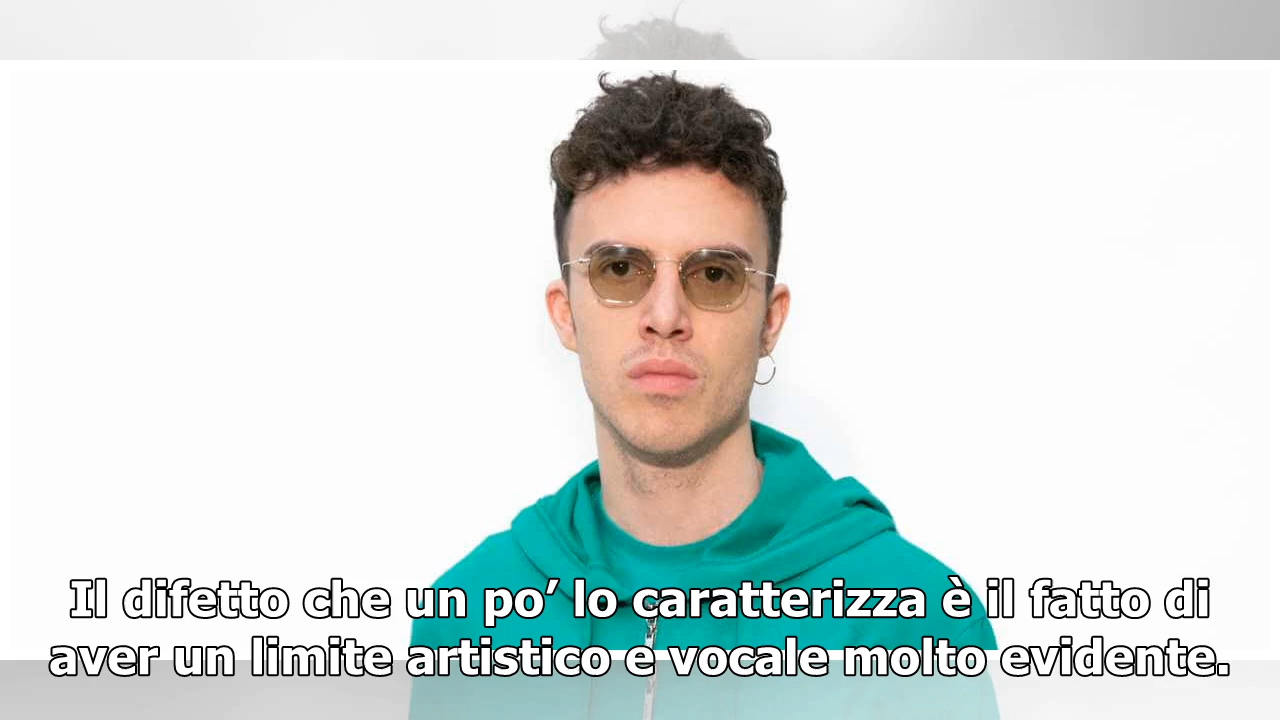 Il difetto che un po’ lo caratterizza è il fatto di
aver un limite artistico e vocale molto evidente.